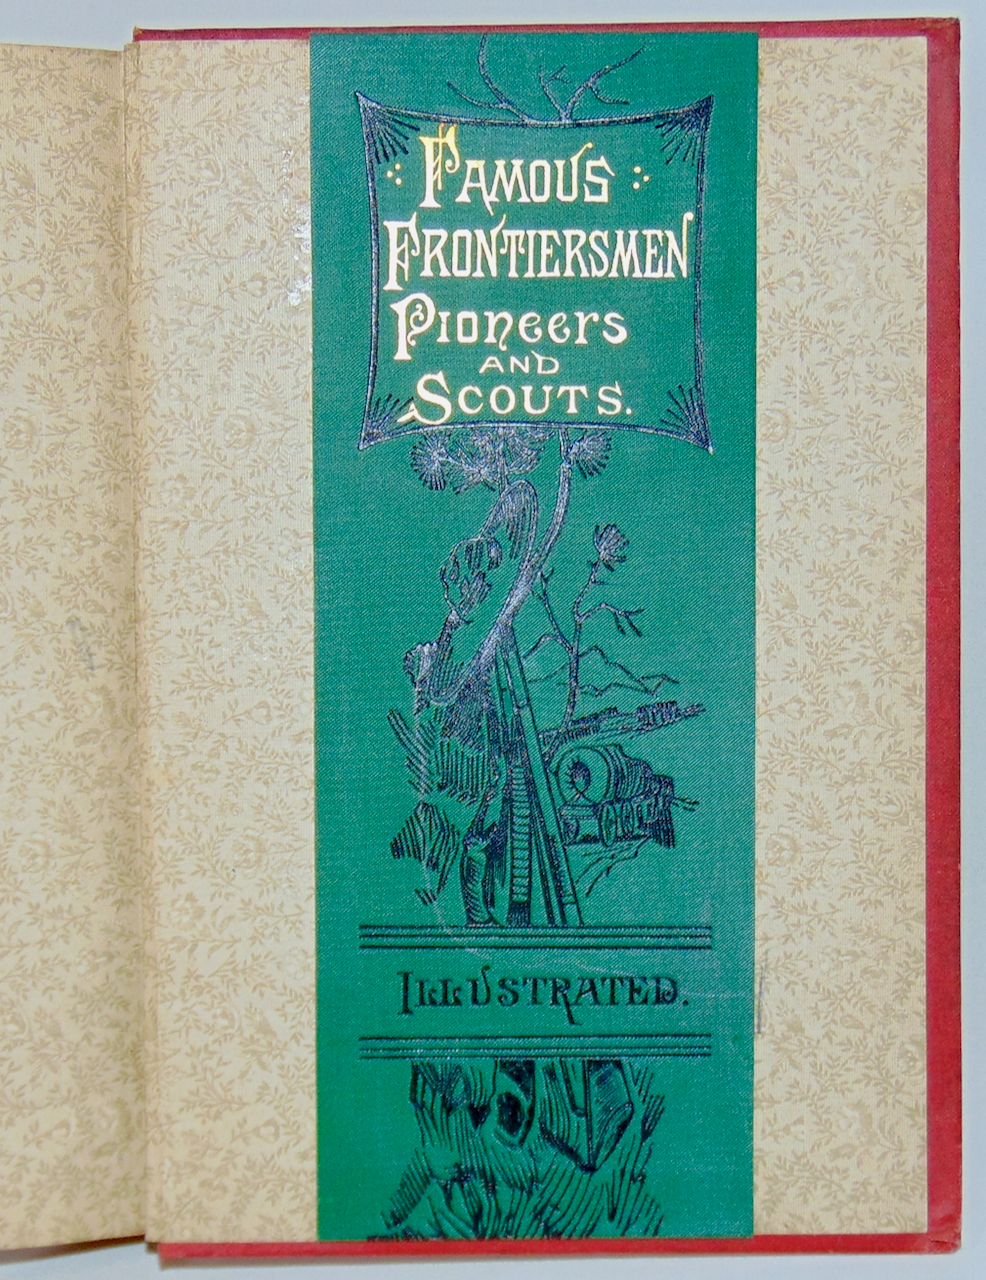 FAMOUS
FRONTIERSMEN
Pioneers
AND
SCOUTS.
ILLUSTRATED.